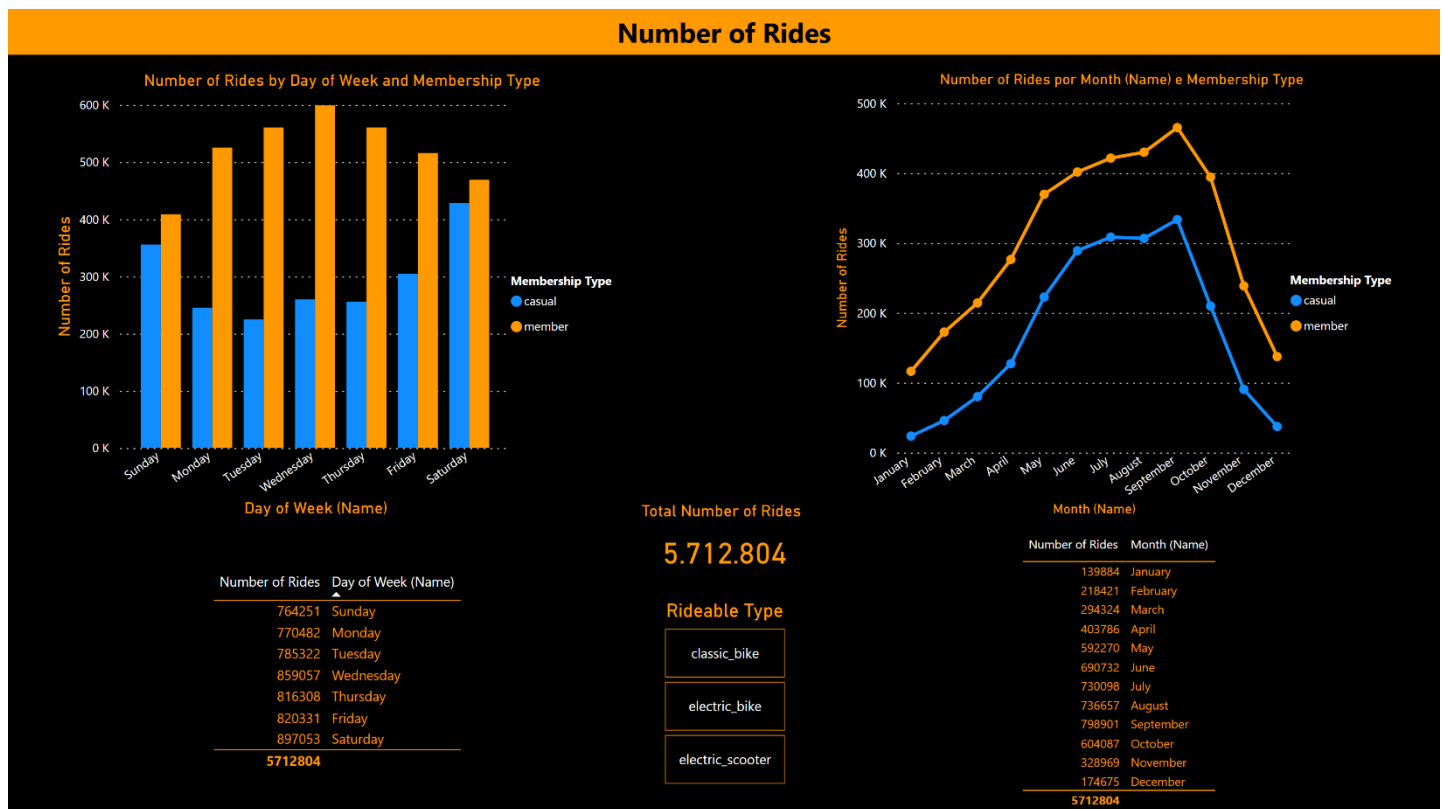 Number of Rides
Number of Rides by Day of Week and Membership Type
600 K
500 K
400 K
300 K
200 K
100 K
0 K
Number of Rides
Sunday
Monday
Tuesday
Wednesday
Thursday
Friday
Saturday
Day of Week (Name)
Membership Type
casual
member
Number of Rides por Month (Name) e Membership Type
500 K
400 K
300 K
200 K
100 K
0 K
Number of Rides
January
February
March
April
May
June
July
August
September
October
November
December
Month (Name)
Membership Type
casual
member
Number of Rides Day of Week (Name)
764251 Sunday
770482 Monday
785322 Tuesday
859057 Wednesday
816308 Thursday
820331 Friday
897053 Saturday
5712804
Total Number of Rides
5.712.804
Rideable Type
classic_bike
electric_bike
electric_scooter
Number of Rides Month (Name)
139884 January
218421 February
294324 March
403786 April
592270 May
690732 June
730098 July
736657 August
798901 September
604087 October
328969 November
174675 December
5712804